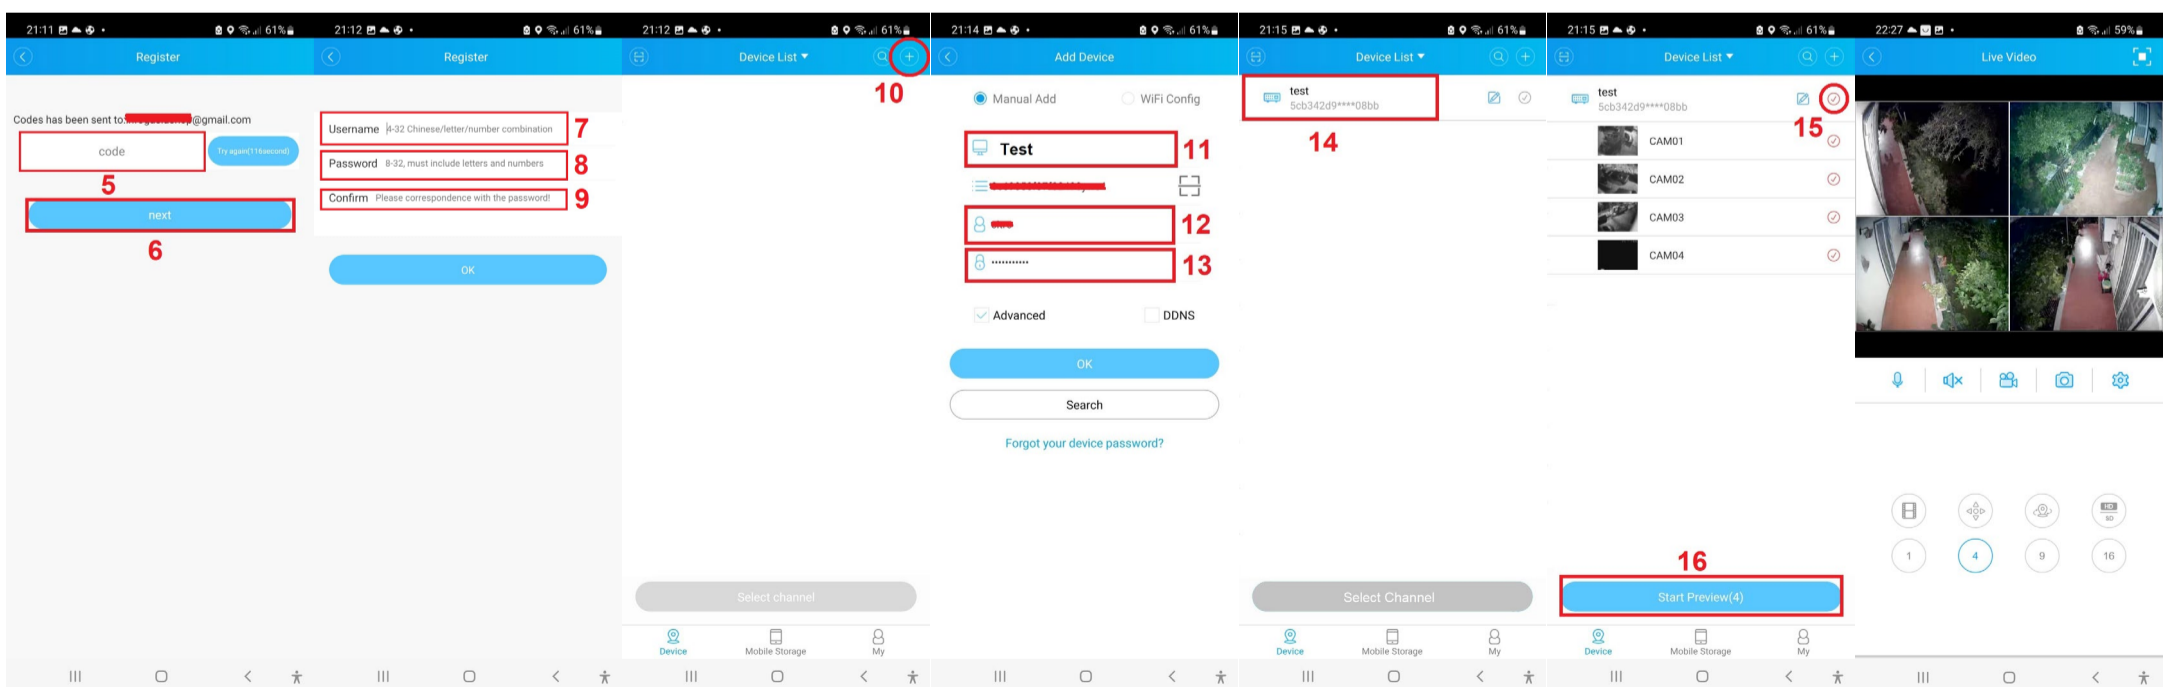 21:11
61%
Register
Codes has been sent to:
@gmail.com
code
Try again(116second)
5
next
6
21:12
61%
Register
Username 4-32 Chinese/letter/number combination
7
Password 8-32, must include letters and numbers
8
Confirm Please correspondence with the password!
9
OK
21:12
61%
Device List
10
Select channel
Device
Mobile Storage
My
21:14
61%
Add Device
Manual Add
WiFi Config
Test
11
12
13
Advanced
DDNS
OK
Search
Forgot your device password?
21:15
61%
Device List
test
5cb342d9****08bb
14
Select Channel
Device
Mobile Storage
My
21:15
61%
Device List
test
5cb342d9****08bb
15
CAM01
CAM02
CAM03
CAM04
16
Start Preview(4)
Device
Mobile Storage
My
22:27
59%
Live Video
HD
SD
1
4
9
16